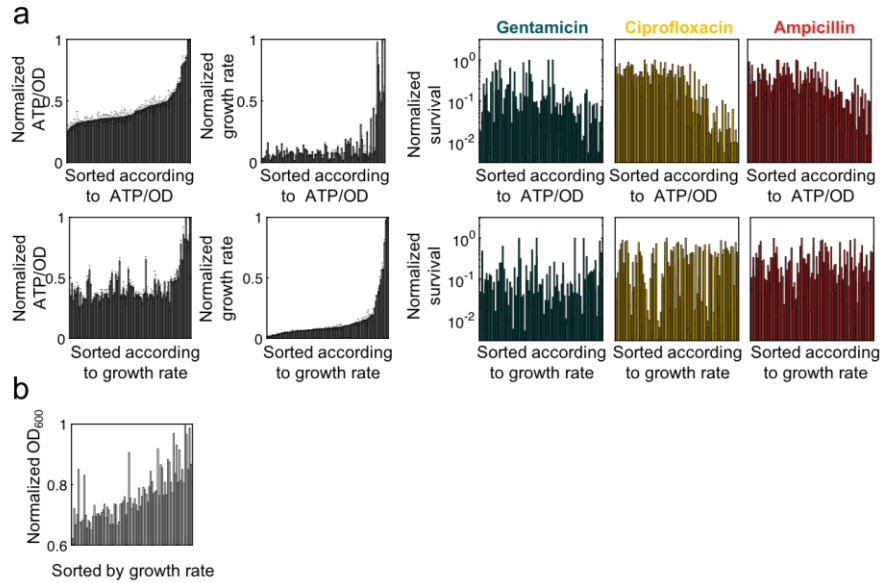 a
Gentamicin
Ciprofloxacin
Ampicillin
Normalized
ATP/OD
1
0.5
0
Sorted according
to ATP/OD
Normalized
growth rate
1
0.5
0
Sorted according
to ATP/OD
Normalized
survival
10^0
10^-1
10^-2
Sorted according
to ATP/OD
Sorted according
to ATP/OD
Sorted according
to ATP/OD
Normalized
ATP/OD
1
0.5
0
Sorted according
to growth rate
Normalized
growth rate
1
0.5
0
Sorted according
to growth rate
Normalized
survival
10^0
10^-1
10^-2
Sorted according
to growth rate
Sorted according
to growth rate
Sorted according
to growth rate
b
Normalized OD600
1
0.8
0.6
Sorted by growth rate